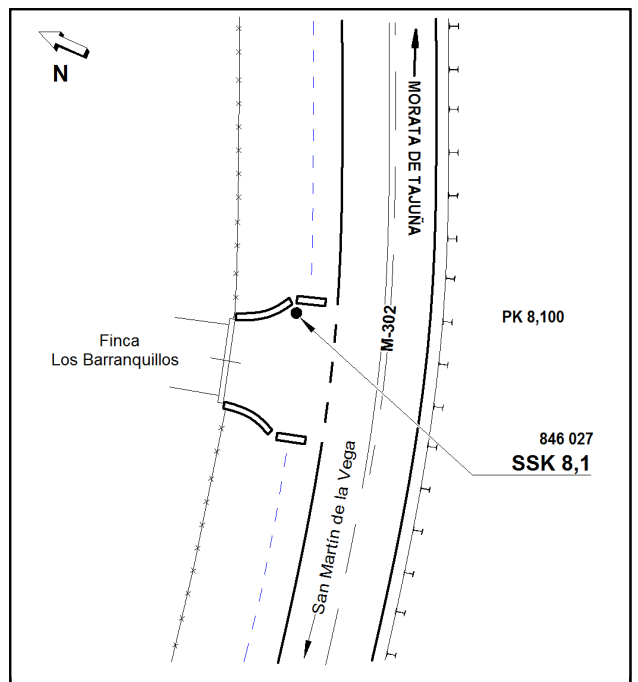 N
MORATA DE TAJUÑA
M-302
PK 8,100
Finca
Los Barranquillos
846 027
SSK 8,1
San Martín de la Vega